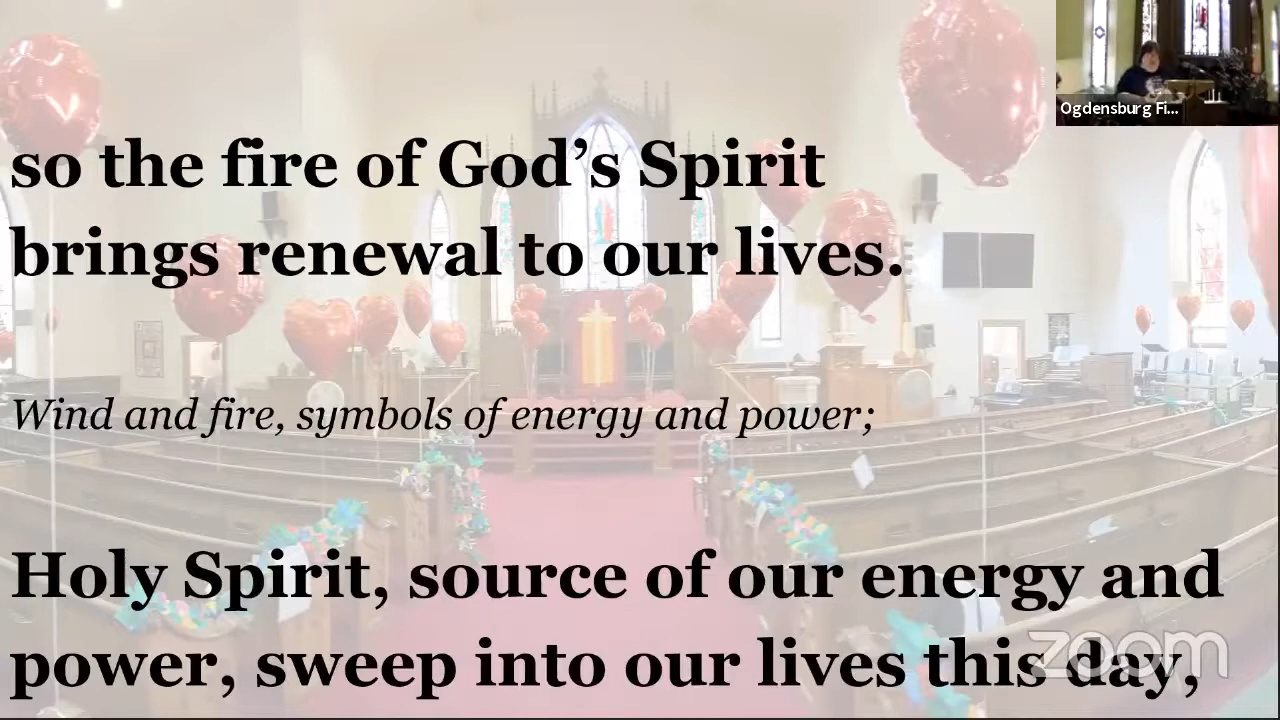 Ogdensburg Fi...
so the fire of God’s Spirit
brings renewal to our lives.
Wind and fire, symbols of energy and power;
Holy Spirit, source of our energy and
power, sweep into our lives this day,
zoom